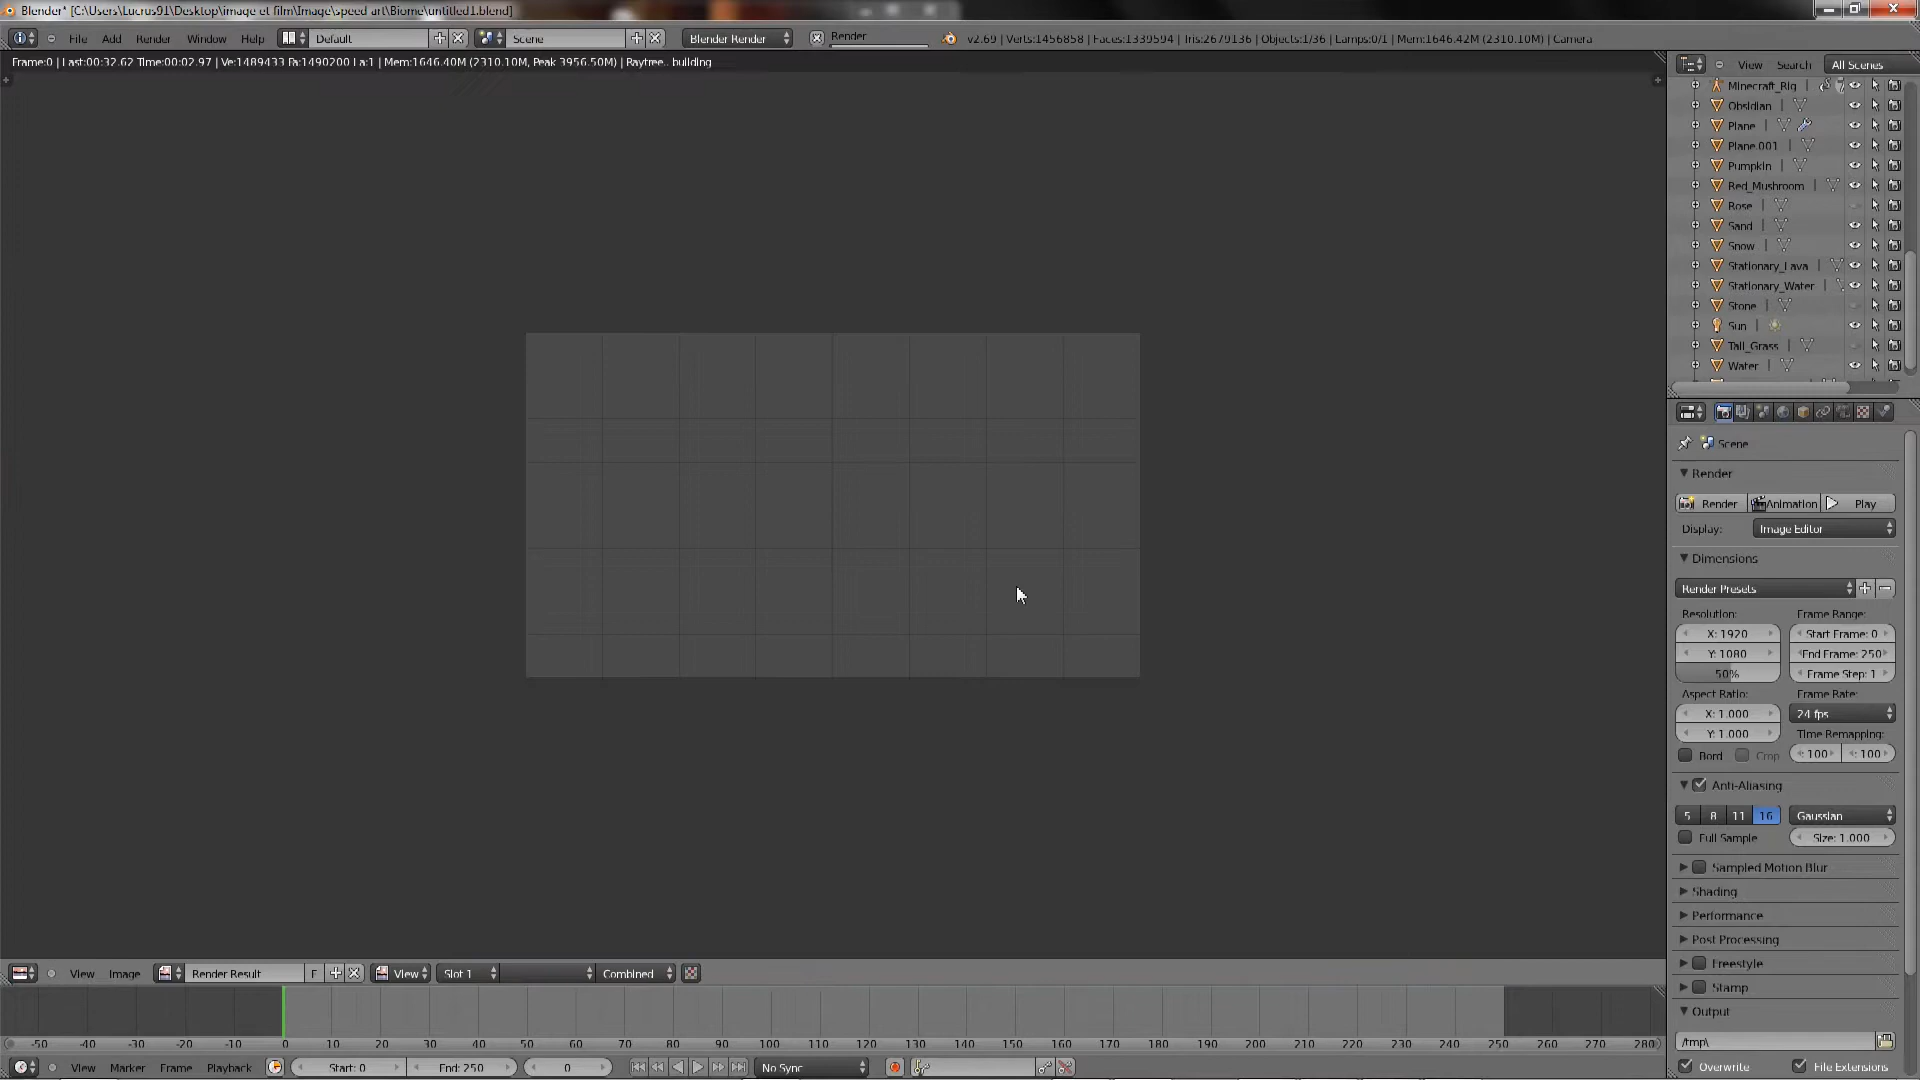 Blender* [C:\Users\Lucrus91\Desktop\image et film\Image\speed art\Biome\untitled1.blend]
File Add Render Window Help Default Scene Blender Render Render v2.69 | Verts:1456858 | Faces:1339594 | Tris:2679136 | Objects:1/36 | Lamps:0/1 | Mem:1646.42M (2310.10M) | Camera
Frame:0 | Last:00:32.62 Time:00:02.97 | Ve:1489433 Fa:1490200 La:1 | Mem:1646.40M (2310.10M, Peak 3956.50M) | Raytree.. building
View Search All Scenes
Minecraft_Rig
Obsidian
Plane
Plane.001
Pumpkin
Red_Mushroom
Rose
Sand
Snow
Stationary_Lava
Stationary_Water
Stone
Sun
Tall_Grass
Water
Scene
Render
Render Animation Play
Display: Image Editor
Dimensions
Render Presets
Resolution: Frame Range:
X: 1920 Start Frame: 0
Y: 1080 End Frame: 250
50% Frame Step: 1
Aspect Ratio: Frame Rate:
X: 1.000 24 fps
Y: 1.000 Time Remapping:
Bord Crop : 100 : 100
Anti-Aliasing
5 8 11 16 Gaussian
Full Sample Size: 1.000
Sampled Motion Blur
Shading
Performance
Post Processing
Freestyle
Stamp
Output
/tmp\
Overwrite File Extensions
View Image Render Result F View Slot 1 Combined
-50 -40 -30 -20 -10 0 10 20 30 40 50 60 70 80 90 100 110 120 130 140 150 160 170 180 190 200 210 220 230 240 250 260 270 280
View Marker Frame Playback Start: 0 End: 250 0 No Sync